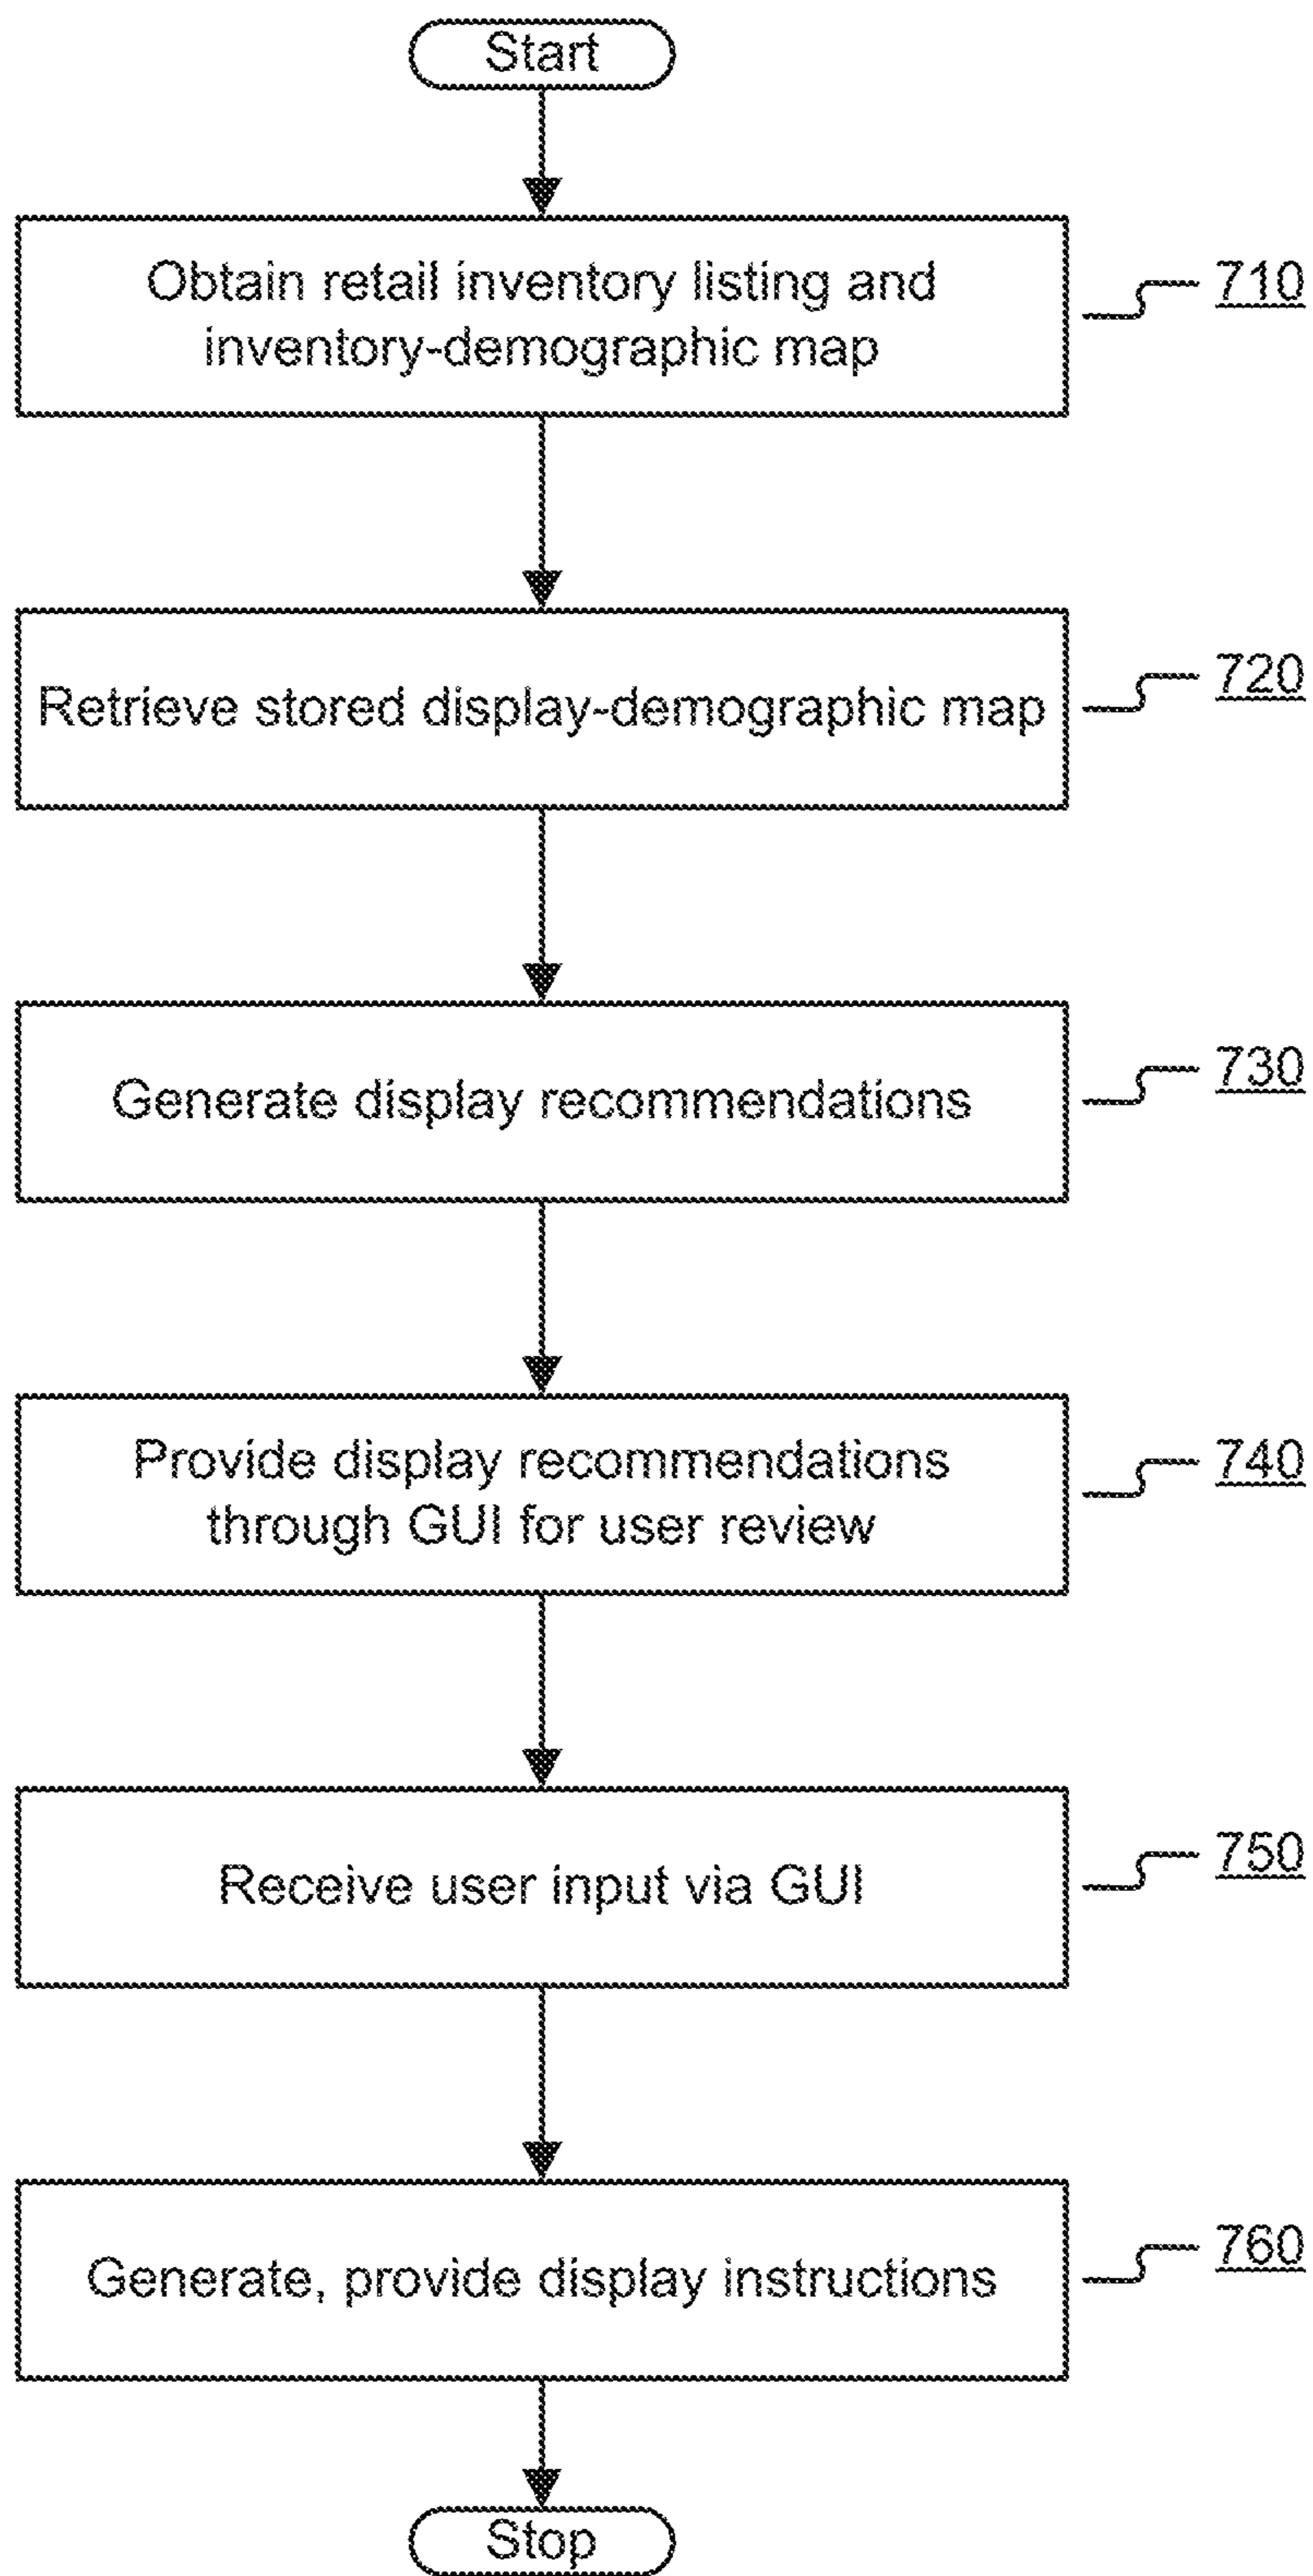 Start
Obtain retail inventory listing and
inventory-demographic map
710
Retrieve stored display-demographic map
720
Generate display recommendations
730
Provide display recommendations
through GUI for user review
740
Receive user input via GUI
750
Generate, provide display instructions
760
Stop